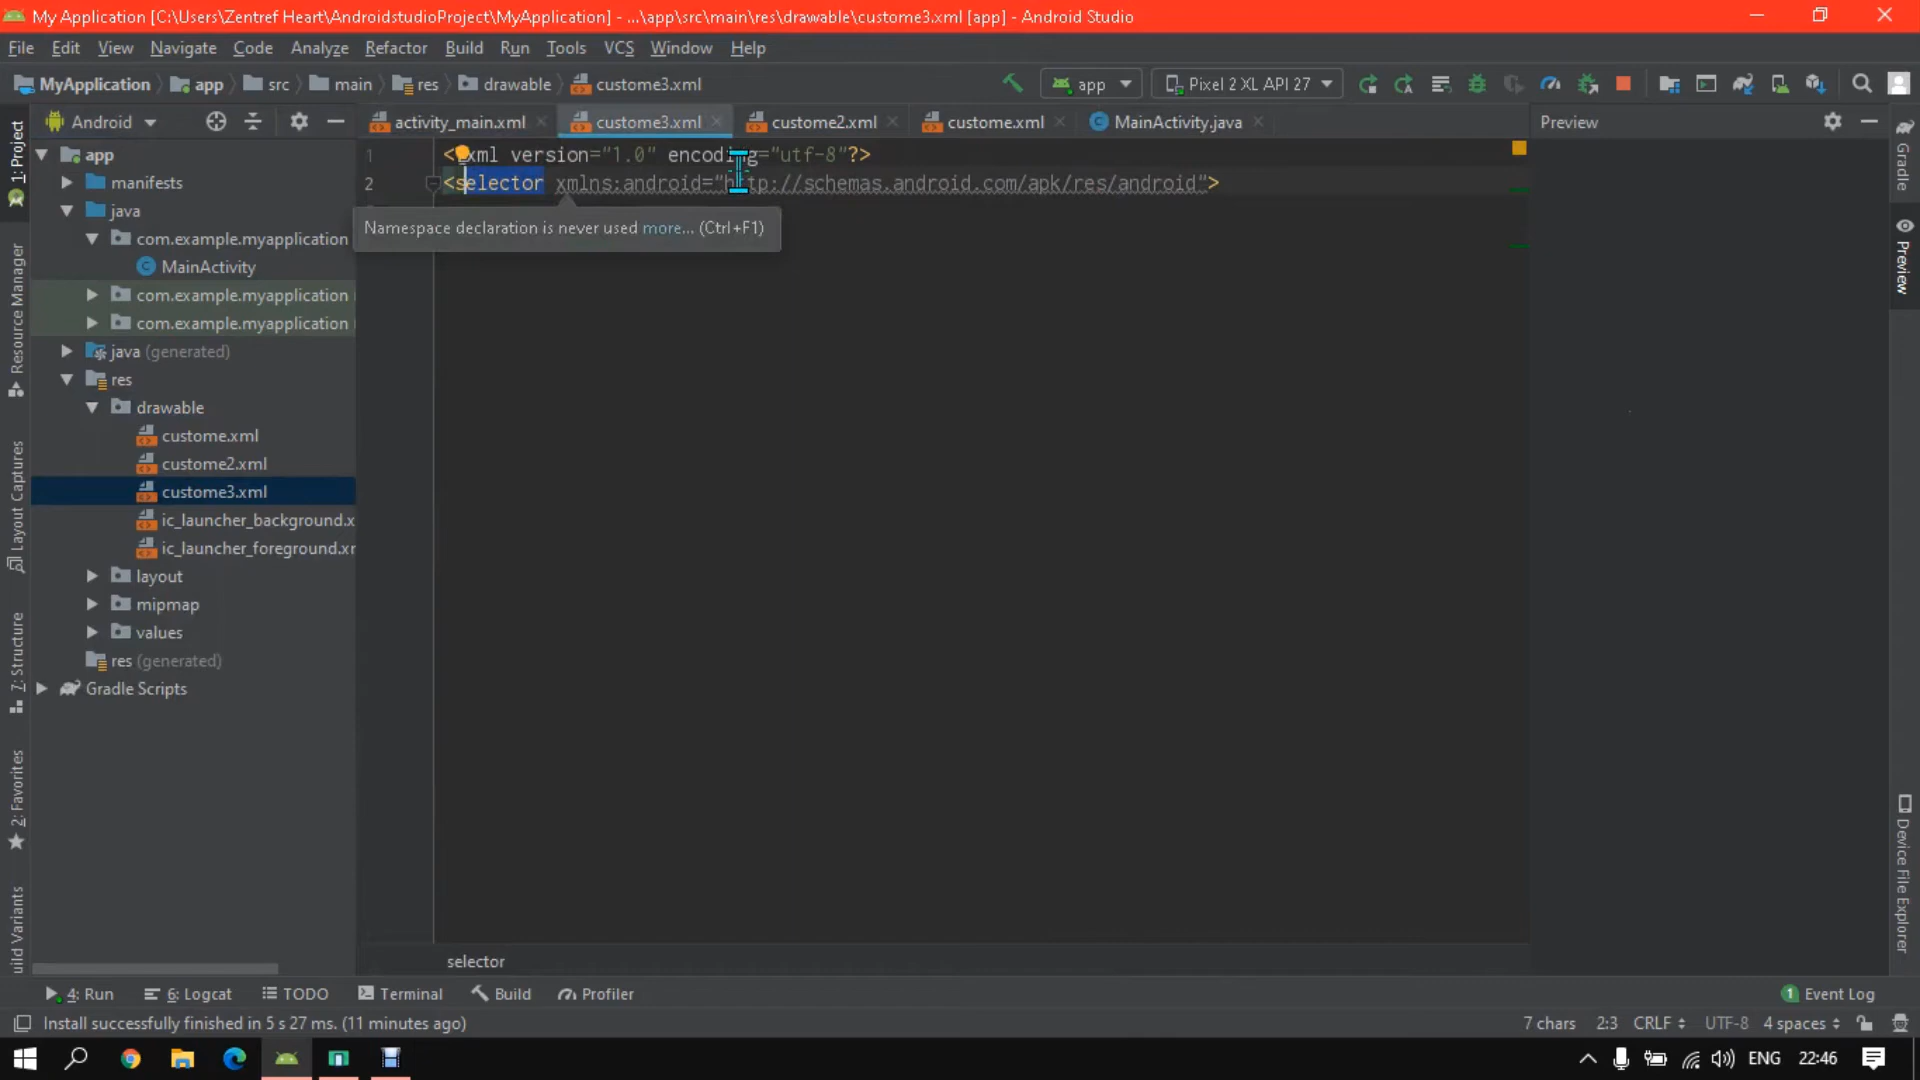 My Application [C:\Users\Zentref Heart\AndroidstudioProject\MyApplication] - ...\app\src\main\res\drawable\custome3.xml [app] - Android Studio
File Edit View Navigate Code Analyze Refactor Build Run Tools VCS Window Help
MyApplication app src main res drawable custome3.xml app Pixel 2 XL API 27
Android
activity_main.xml custome3.xml custome2.xml custome.xml MainActivity.java
Preview
app
manifests
java
com.example.myapplication
MainActivity
com.example.myapplication
com.example.myapplication
java (generated)
res
drawable
custome.xml
custome2.xml
custome3.xml
ic_launcher_background.x
ic_launcher_foreground.xr
layout
mipmap
values
res (generated)
Gradle Scripts
1: Project
Resource Manager
Layout Captures
7: Structure
2: Favorites
uild Variants
1 <?xml version="1.0" encoding="utf-8"?>
2 <selector xmlns:android="http://schemas.android.com/apk/res/android">
Namespace declaration is never used more... (Ctrl+F1)
selector
Gradle
Preview
Device File Explorer
4: Run 6: Logcat TODO Terminal Build Profiler 1 Event Log
Install successfully finished in 5 s 27 ms. (11 minutes ago) 7 chars 2:3 CRLF UTF-8 4 spaces
ENG 22:46